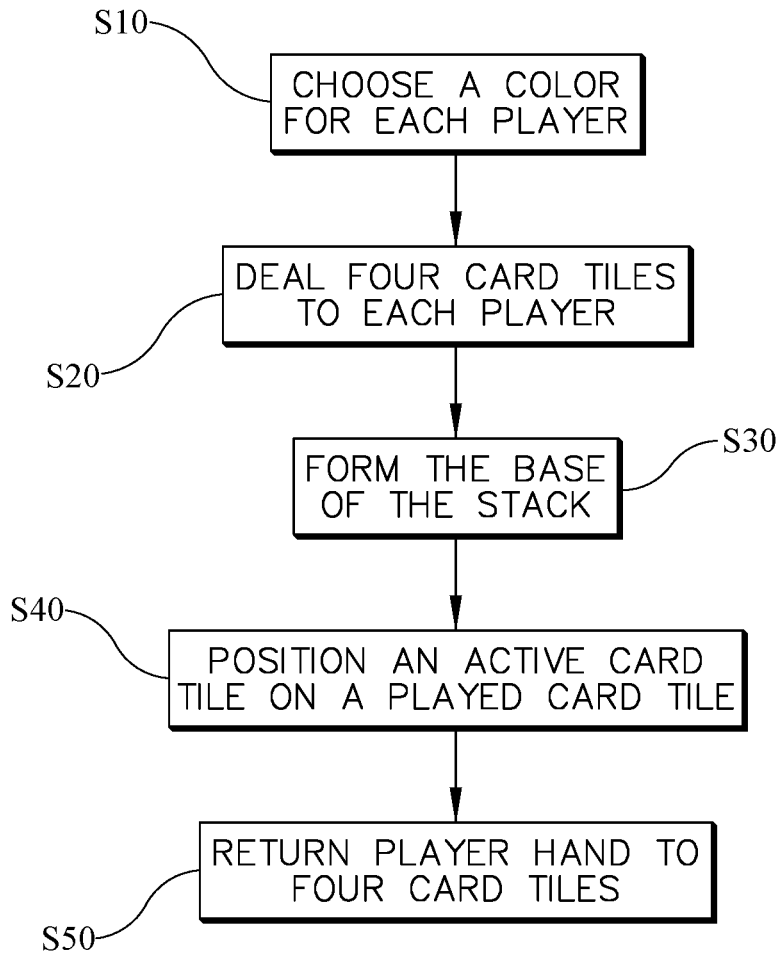 S10
CHOOSE A COLOR
FOR EACH PLAYER
DEAL FOUR CARD TILES
TO EACH PLAYER
S20
FORM THE BASE
OF THE STACK
S30
S40
POSITION AN ACTIVE CARD
TILE ON A PLAYED CARD TILE
RETURN PLAYER HAND TO
FOUR CARD TILES
S50